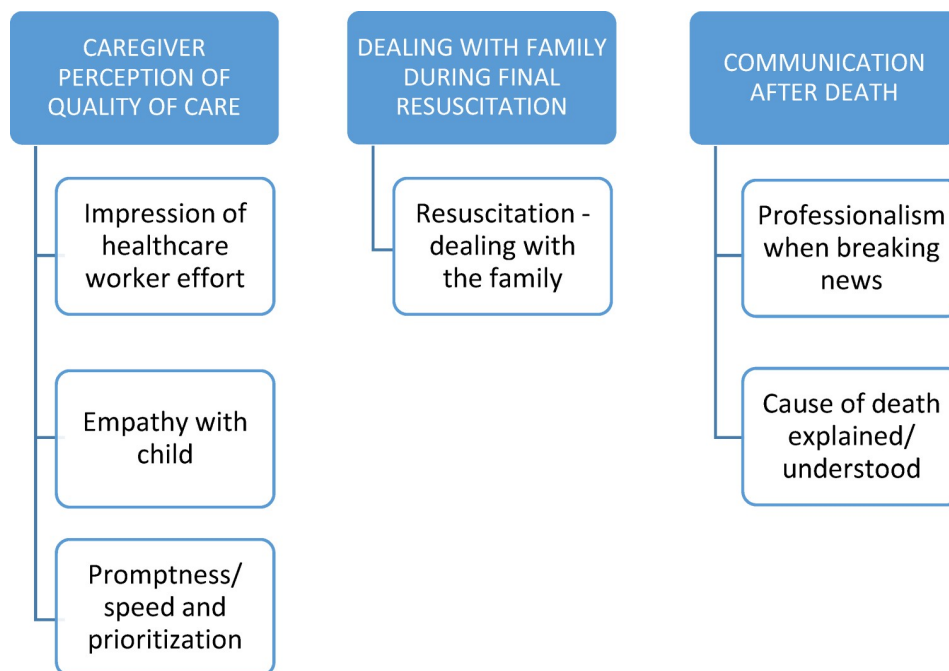 CAREGIVER
PERCEPTION OF
QUALITY OF CARE
Impression of
healthcare
worker effort
Empathy with
child
Promptness/
speed and
prioritization
DEALING WITH FAMILY
DURING FINAL
RESUSCITATION
Resuscitation -
dealing with
the family
COMMUNICATION
AFTER DEATH
Professionalism
when breaking
news
Cause of death
explained/
understood